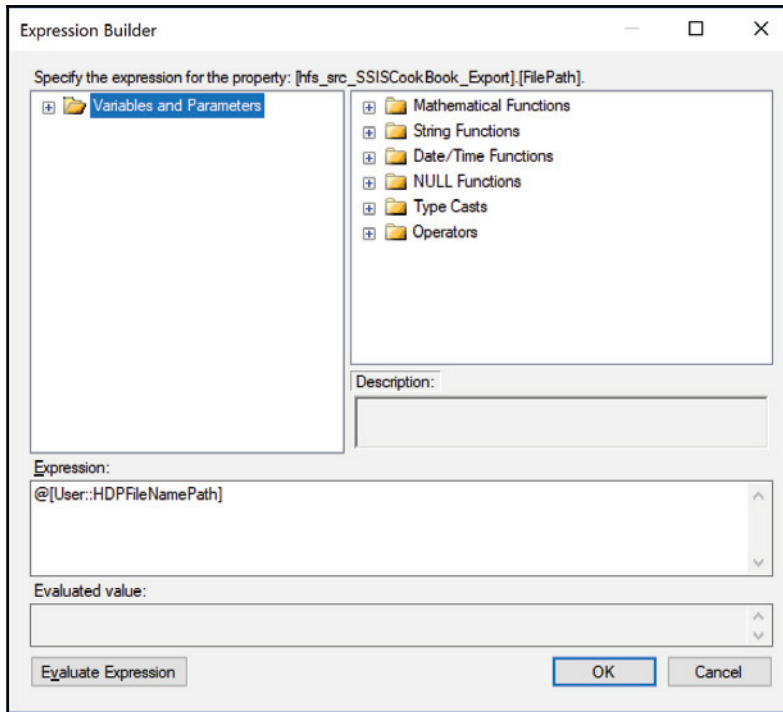 Expression Builder
Specify the expression for the property: [hfs_src_SSISCookBook_Export].[FilePath].
Variables and Parameters
Mathematical Functions
String Functions
Date/Time Functions
NULL Functions
Type Casts
Operators
Description:
Expression:
@[User::HDPFileNamePath]
Evaluated value:
Evaluate Expression
OK
Cancel